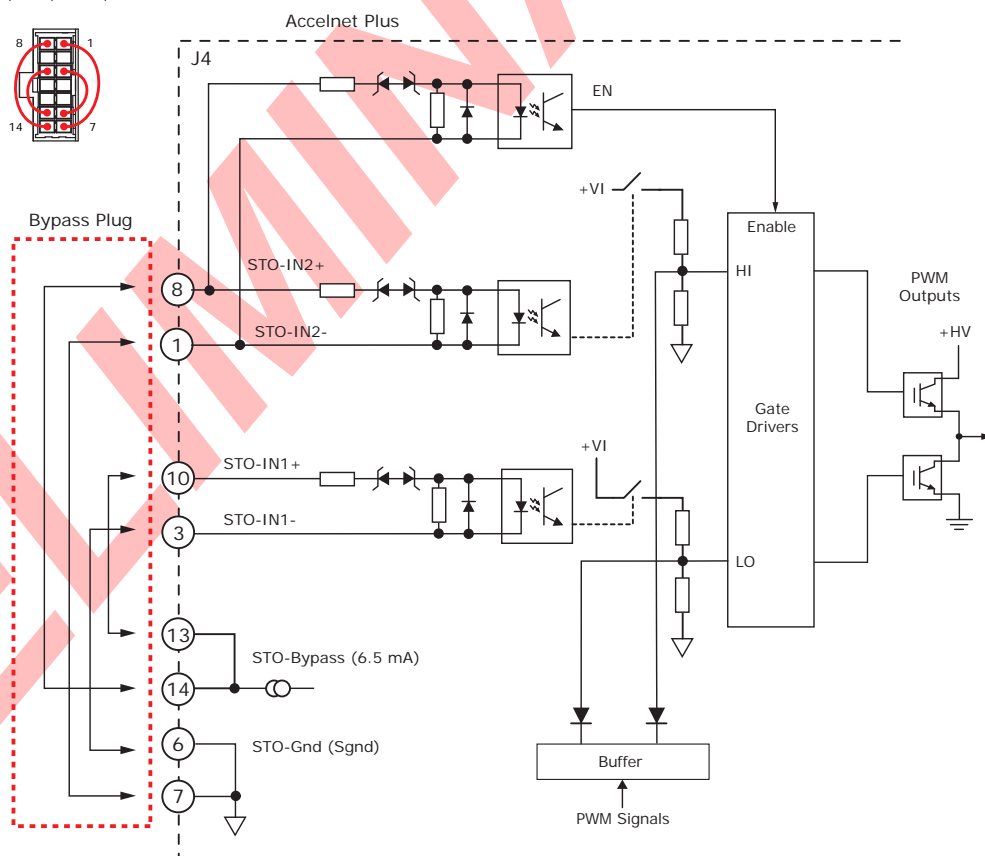 Accelnet Plus
8
1
14
7
J4
EN
+VI
Bypass Plug
Enable
STO-IN2+
8
HI
PWM
Outputs
STO-IN2-
1
+HV
Gate
Drivers
+VI
STO-IN1+
10
STO-IN1-
3
LO
13
STO-Bypass (6.5 mA)
14
STO-Gnd (Sgnd)
6
7
Buffer
PWM Signals